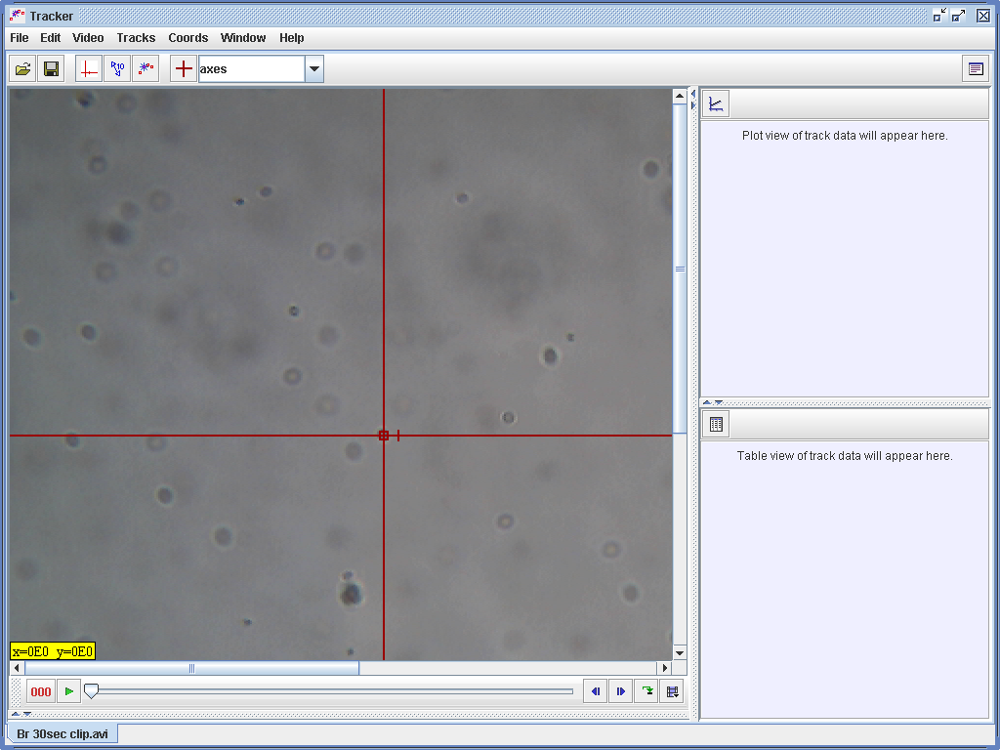 Tracker
File Edit Video Tracks Coords Window Help
10 axes
Plot view of track data will appear here.
Table view of track data will appear here.
x=0E0 y=0E0
000
Br 30sec clip.avi